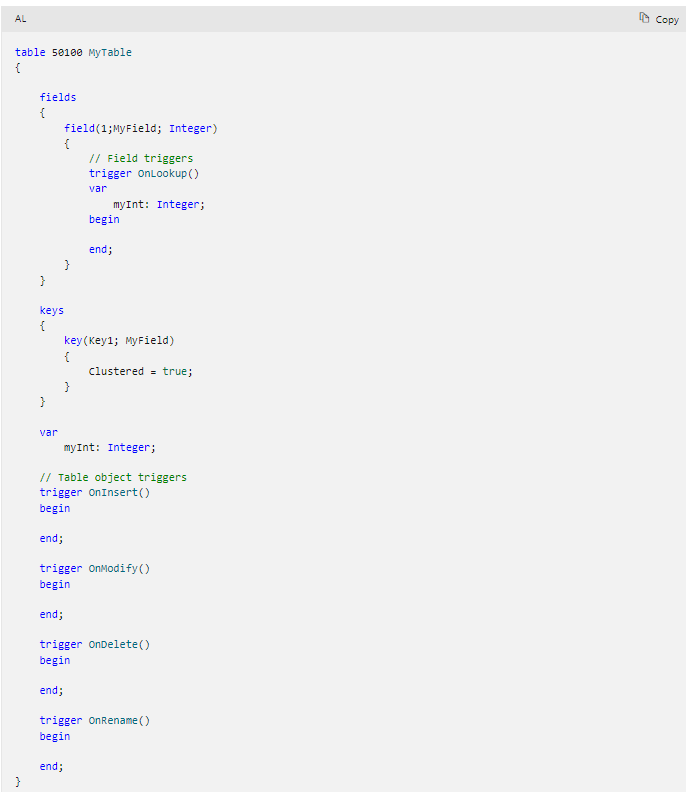 AL
Copy
table 50100 MyTable
{
fields
{
field(1;MyField; Integer)
{
// Field triggers
trigger OnLookup()
var
myInt: Integer;
begin
end;
}
}
keys
{
key(Key1; MyField)
{
Clustered = true;
}
}
var
myInt: Integer;
// Table object triggers
trigger OnInsert()
begin
end;
trigger OnModify()
begin
end;
trigger OnDelete()
begin
end;
trigger OnRename()
begin
end;
}